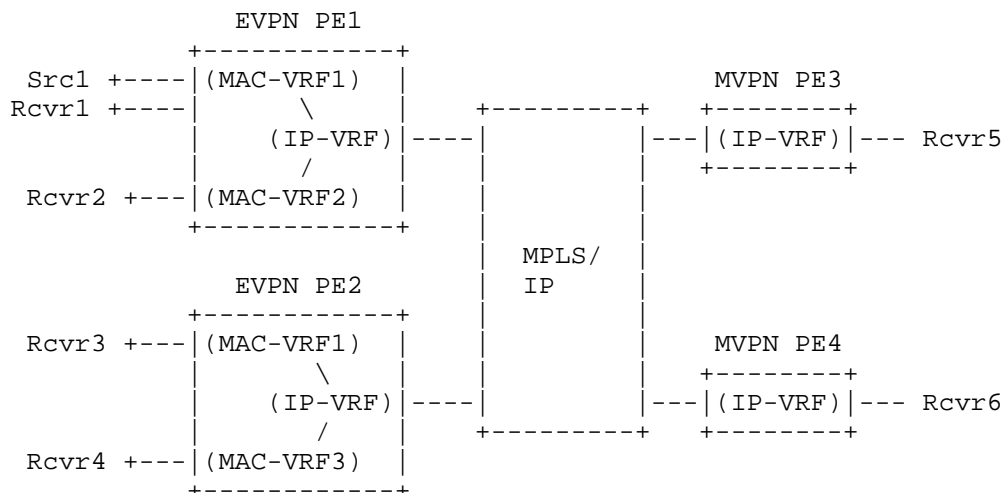 EVPN PE1
Src1 (MAC-VRF1) MVPN PE3
Rcvr1
(IP-VRF) (IP-VRF) Rcvr5
Rcvr2 (MAC-VRF2)
MPLS/
EVPN PE2 IP
Rcvr3 (MAC-VRF1) MVPN PE4
(IP-VRF) (IP-VRF) Rcvr6
Rcvr4 (MAC-VRF3)